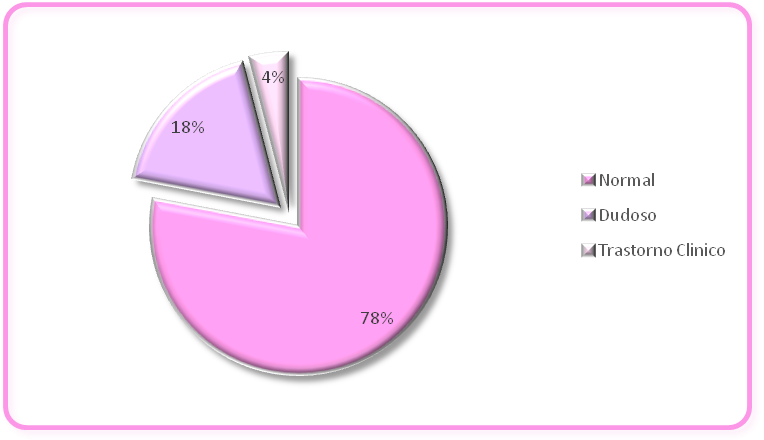 4%
18%
78%
Normal
Dudoso
Trastorno Clinico